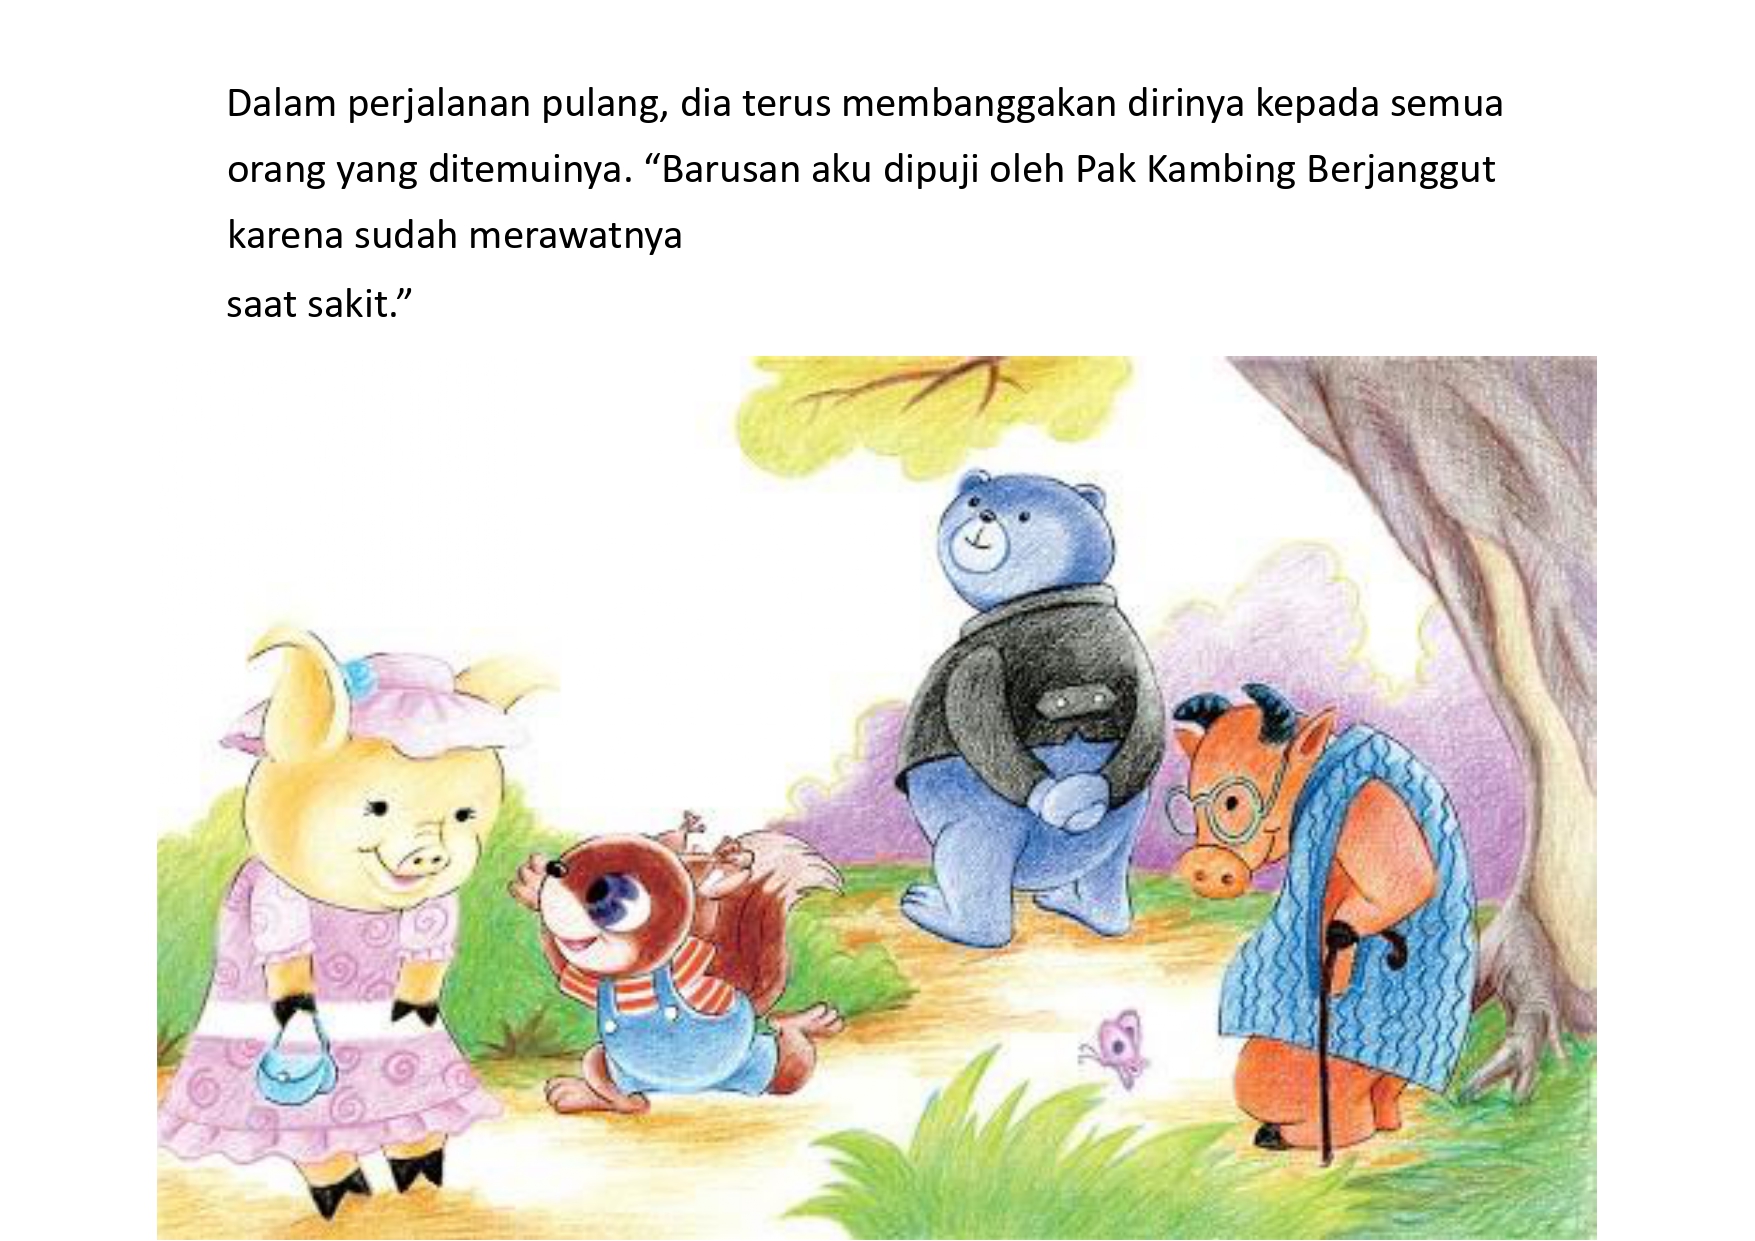 Dalam perjalanan pulang, dia terus membanggakan dirinya kepada semua
orang yang ditemuinya. “Barusan aku dipuji oleh Pak Kambing Berjanggut
karena sudah merawatnya
saat sakit.”